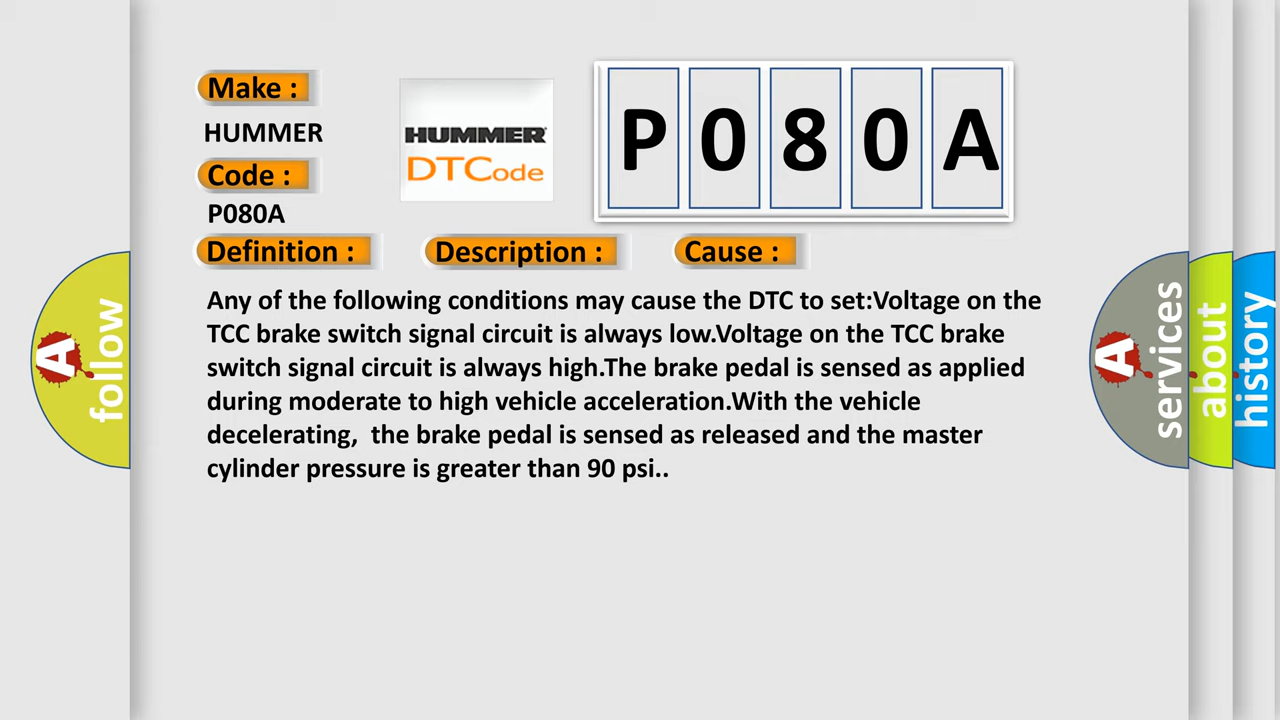 Make :
HUMMER
Code :
P080A
HUMMER
DTCode
P080A
Definition :
Description :
Cause :
Any of the following conditions may cause the DTC to set:Voltage on the
TCC brake switch signal circuit is always low.Voltage on the TCC brake
switch signal circuit is always high.The brake pedal is sensed as applied
during moderate to high vehicle acceleration.With the vehicle
decelerating,  the brake pedal is sensed as released and the master
cylinder pressure is greater than 90 psi..
A follow
A services
about
history